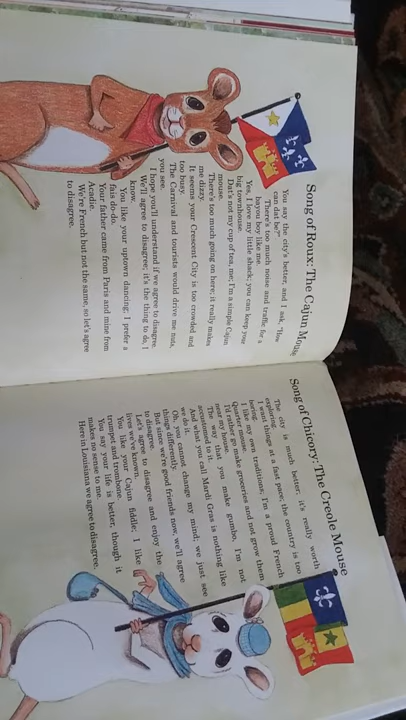 Song of Roux: The Cajun Mouse
You say the city's better, and I ask, "How
can dat be?"
There's too much noise and traffic for a
bayou boy like me.
Yes, I love my little shack; you can keep your
big townhouse.
Dat's not my cup of tea, me; I'm a simple Cajun
mouse.
There's too much going on here; it really makes
me dizzy.
It seems your Crescent City is too crowded and
too busy.
The Carnival and tourists would drive me nuts,
you see.
I hope you'll understand if we agree to disagree.
We'll agree to disagree; it's the thing to do, I
know.
You like your uptown dancing; I prefer a
fais do-do.
Your father came from Paris and mine from
Acadie.
We're French but not the same, so let's agree
to disagree.
Song of Chicory: The Creole Mouse
The city is much better; it's really worth
exploring.
I want things at a fast pace; the country is too
boring.
I like my own traditions; I'm a proud French
Quarter mouse.
I'd rather go make groceries and not grow them
near my house.
The way that you make gumbo, I'm not
accustomed to it.
And what you call Mardi Gras is nothing like
we do it.
Oh, you cannot change my mind; we just see
things differently.
But since we're good friends now, we'll agree
to disagree.
Let's agree to disagree and enjoy the
lives we've known.
You like your Cajun fiddle; I like
trumpet and trombone.
You say your life is better, though it
makes no sense to me.
Here in Louisiana we agree to disagree.